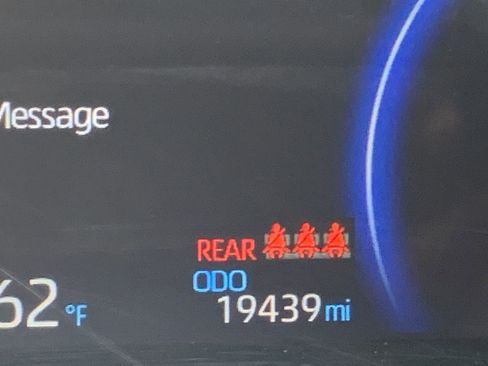 Message
REAR
ODO
62 °F
19439 mi